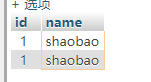 + 选项
id name
1 shaobao
1 shaobao